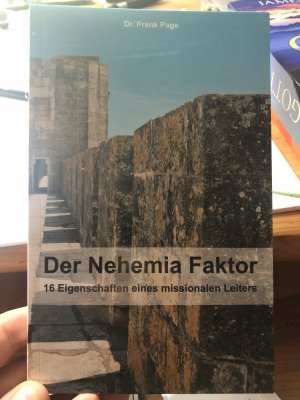 Dr. Frank Page
Der Nehemia Faktor
16 Eigenschaften eines missionalen Leiters